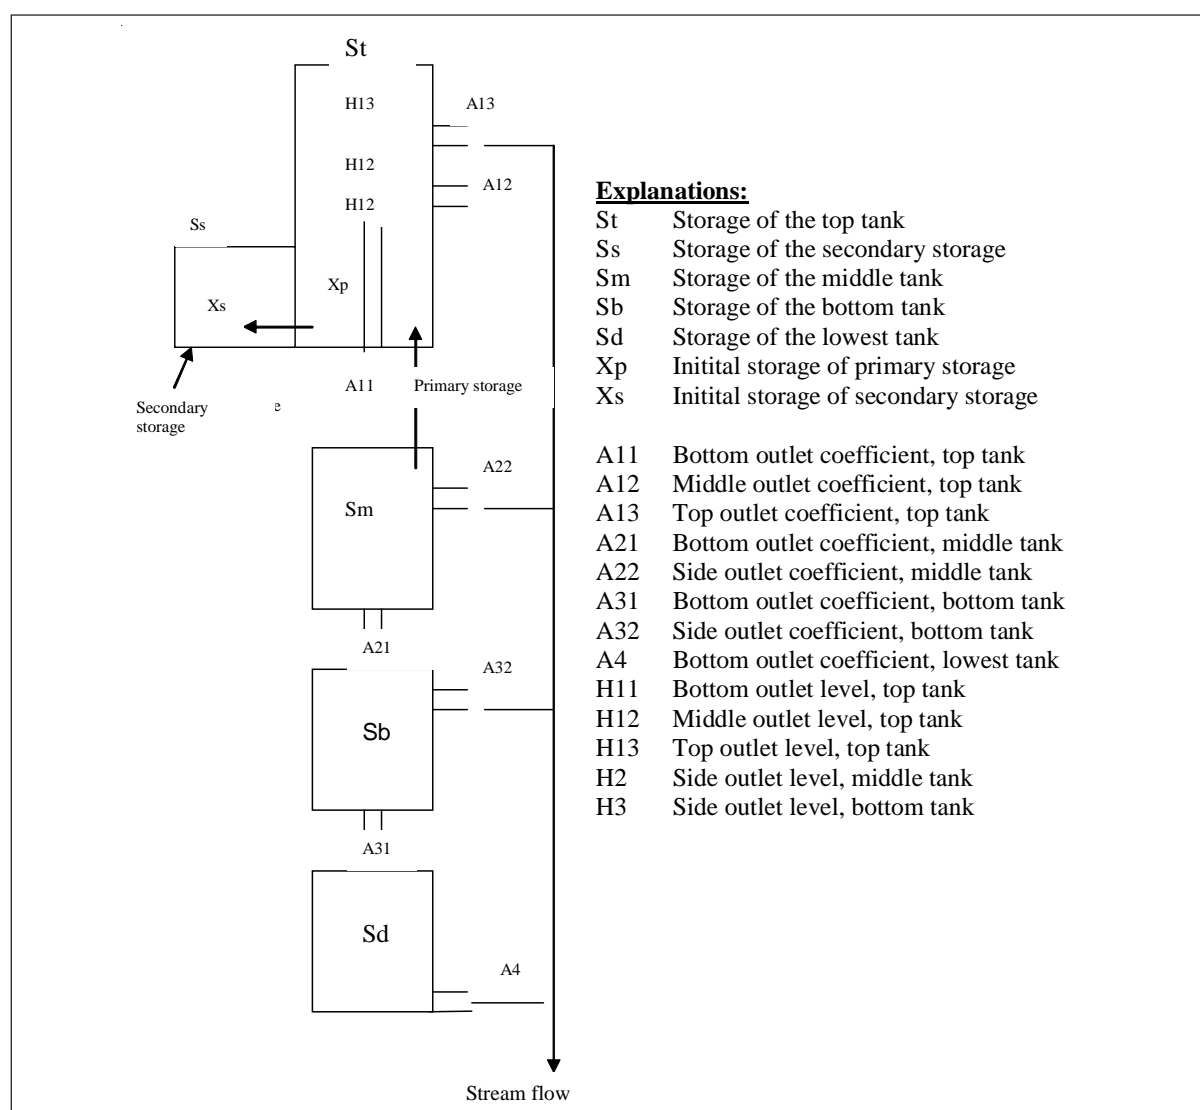 St
H13
A13
H12
A12
H12
Ss
Xp
Xs
A11
Primary storage
Secondary
storage
e
A22
Sm
A21
A32
Sb
A31
Sd
A4
Stream flow
Explanations:
St Storage of the top tank
Ss Storage of the secondary storage
Sm Storage of the middle tank
Sb Storage of the bottom tank
Sd Storage of the lowest tank
Xp Initital storage of primary storage
Xs Initital storage of secondary storage
A11 Bottom outlet coefficient, top tank
A12 Middle outlet coefficient, top tank
A13 Top outlet coefficient, top tank
A21 Bottom outlet coefficient, middle tank
A22 Side outlet coefficient, middle tank
A31 Bottom outlet coefficient, bottom tank
A32 Side outlet coefficient, bottom tank
A4 Bottom outlet coefficient, lowest tank
H11 Bottom outlet level, top tank
H12 Middle outlet level, top tank
H13 Top outlet level, top tank
H2 Side outlet level, middle tank
H3 Side outlet level, bottom tank